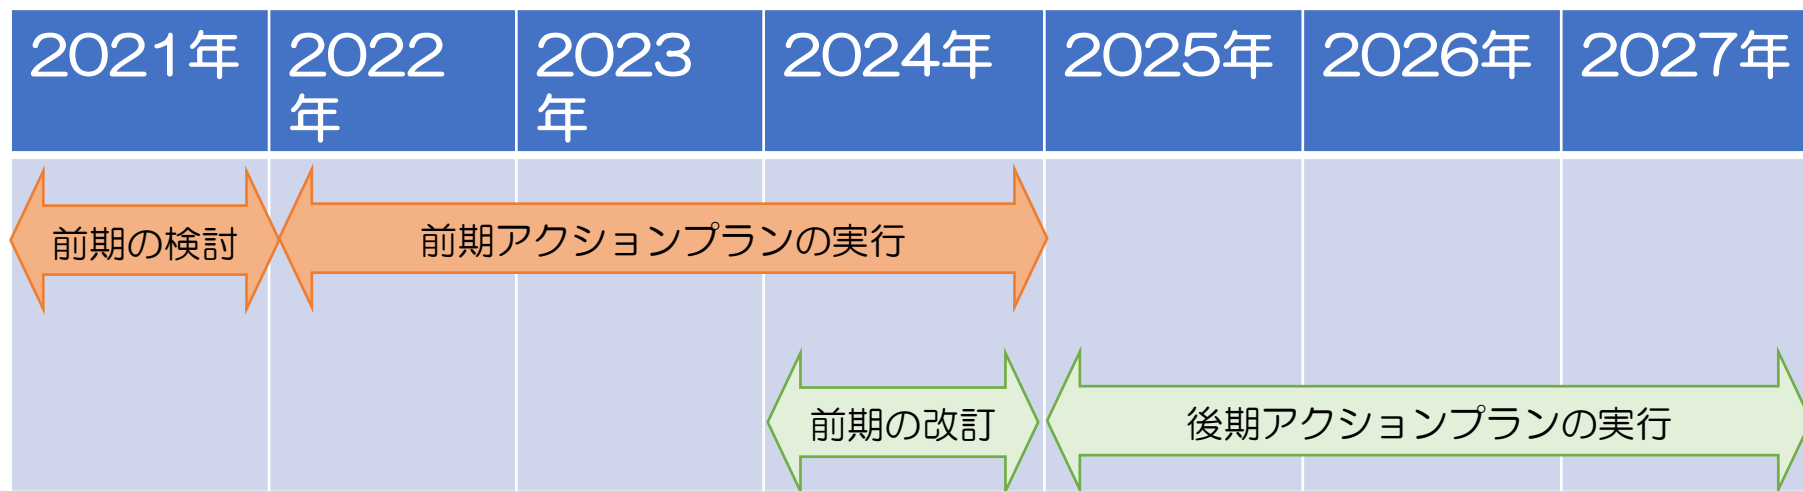 2021年
2022
年
2023
年
2024年
2025年
2026年
2027年
前期の検討
前期アクションプランの実行
前期の改訂
後期アクションプランの実行